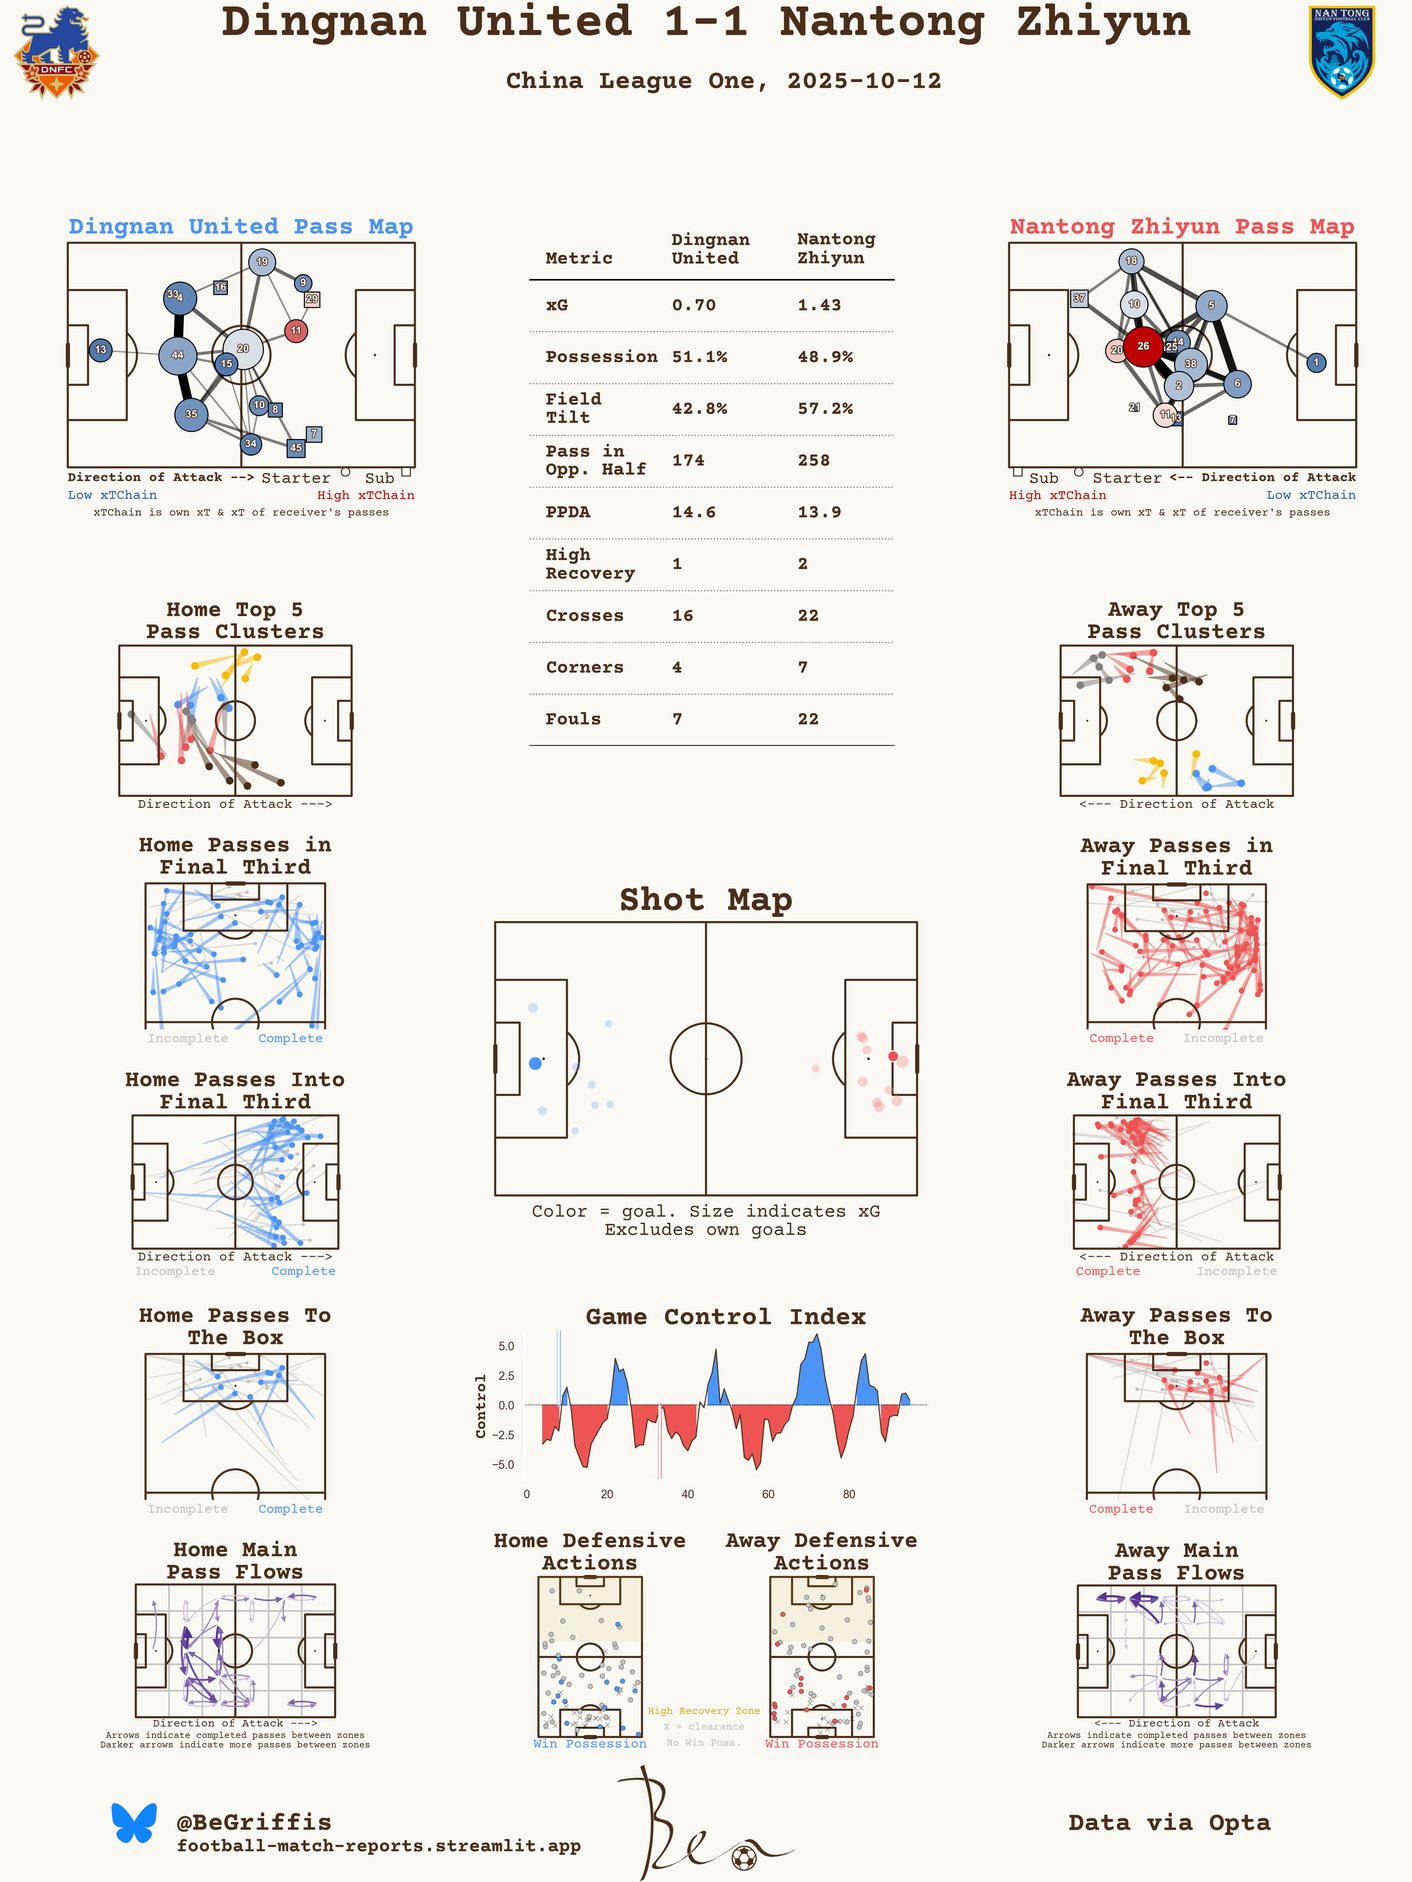 Dingnan United 1-1 Nantong Zhiyun
China League One, 2025-10-12
DNFC
NAN TONG
ZHIYUN FOOTBALL CLUB
Dingnan United Pass Map
19
9
16
29
33
4
11
20
13
44
15
10
8
35
7
34
45
Direction of Attack --> Starter Sub
Low xTChain High xTChain
xTChain is own xT & xT of receiver's passes
Metric Dingnan United Nantong Zhiyun
xG 0.70 1.43
Possession 51.1% 48.9%
Field Tilt 42.8% 57.2%
Pass in Opp. Half 174 258
PPDA 14.6 13.9
High Recovery 1 2
Crosses 16 22
Corners 4 7
Fouls 7 22
Nantong Zhiyun Pass Map
18
37
10
5
20
26
14
25
38
1
2
6
21
11
13
7
Sub Starter <-- Direction of Attack
High xTChain Low xTChain
xTChain is own xT & xT of receiver's passes
Home Top 5
Pass Clusters
Direction of Attack --->
Away Top 5
Pass Clusters
<--- Direction of Attack
Home Passes in
Final Third
Incomplete Complete
Away Passes in
Final Third
Complete Incomplete
Shot Map
Color = goal. Size indicates xG
Excludes own goals
Home Passes Into
Final Third
Direction of Attack --->
Incomplete Complete
Away Passes Into
Final Third
<--- Direction of Attack
Complete Incomplete
Home Passes To
The Box
Incomplete Complete
Game Control Index
Control
5.0
2.5
0.0
−2.5
−5.0
0 20 40 60 80
Away Passes To
The Box
Complete Incomplete
Home Main
Pass Flows
Direction of Attack --->
Arrows indicate completed passes between zones
Darker arrows indicate more passes between zones
Home Defensive
Actions
Win Possession
High Recovery Zone
X = clearance
No Win Poss.
Away Defensive
Actions
Win Possession
Away Main
Pass Flows
<--- Direction of Attack
Arrows indicate completed passes between zones
Darker arrows indicate more passes between zones
@BeGriffis
football-match-reports.streamlit.app
Ben
Data via Opta